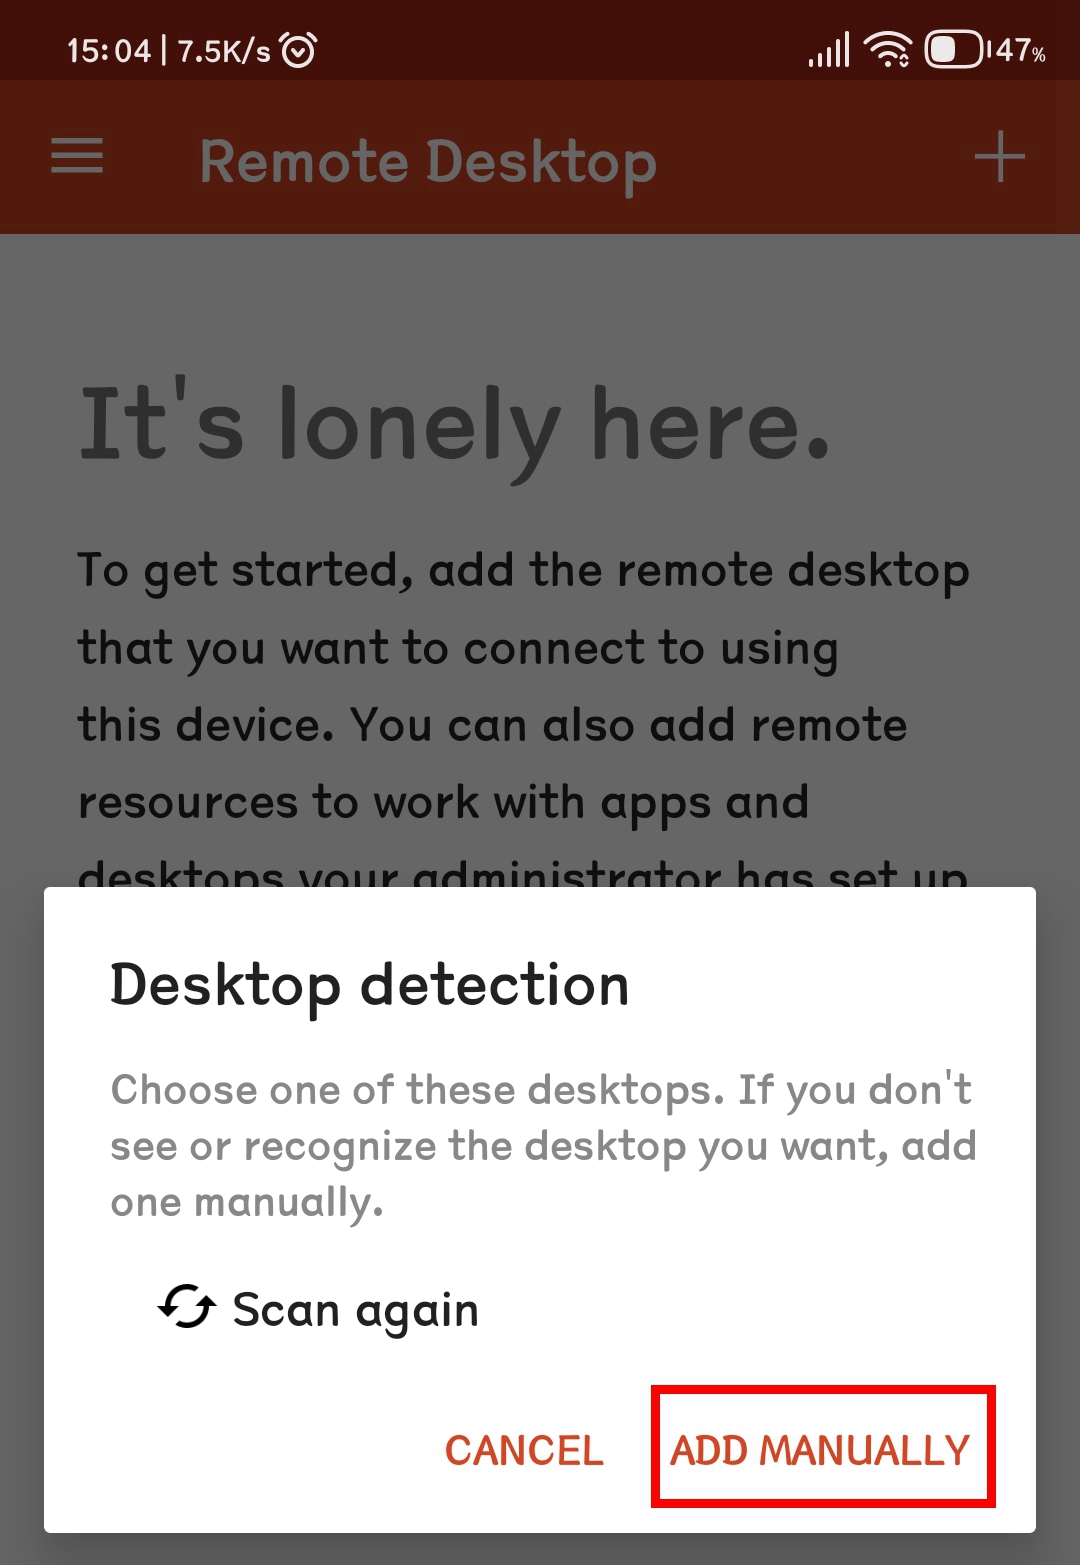 15:04 | 7.5K/s 47%
Remote Desktop
It's lonely here.
To get started, add the remote desktop
that you want to connect to using
this device. You can also add remote
resources to work with apps and
desktops your administrator has set up
Desktop detection
Choose one of these desktops. If you don't
see or recognize the desktop you want, add
one manually.
Scan again
CANCEL ADD MANUALLY